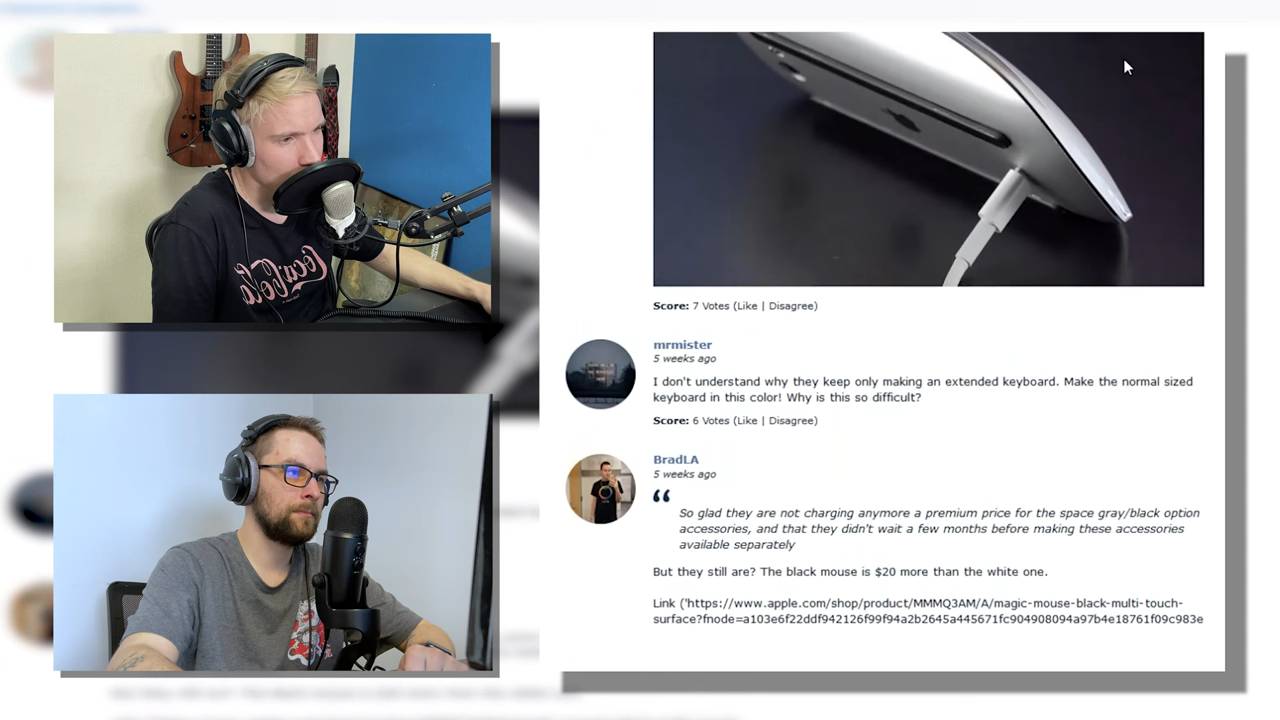 Coca-Cola
Score: 7 Votes (Like | Disagree)
mrmister
5 weeks ago
I don't understand why they keep only making an extended keyboard. Make the normal sized
keyboard in this color! Why is this so difficult?
Score: 6 Votes (Like | Disagree)
BradLA
5 weeks ago
“
So glad they are not charging anymore a premium price for the space gray/black option
accessories, and that they didn't wait a few months before making these accessories
available separately
But they still are? The black mouse is $20 more than the white one.
Link ('https://www.apple.com/shop/product/MMMQ3AM/A/magic-mouse-black-multi-touch-
surface?fnode=a103e6f22ddf942126f99f94a2b2645a445671fc904908094a97b4e18761f09c983e